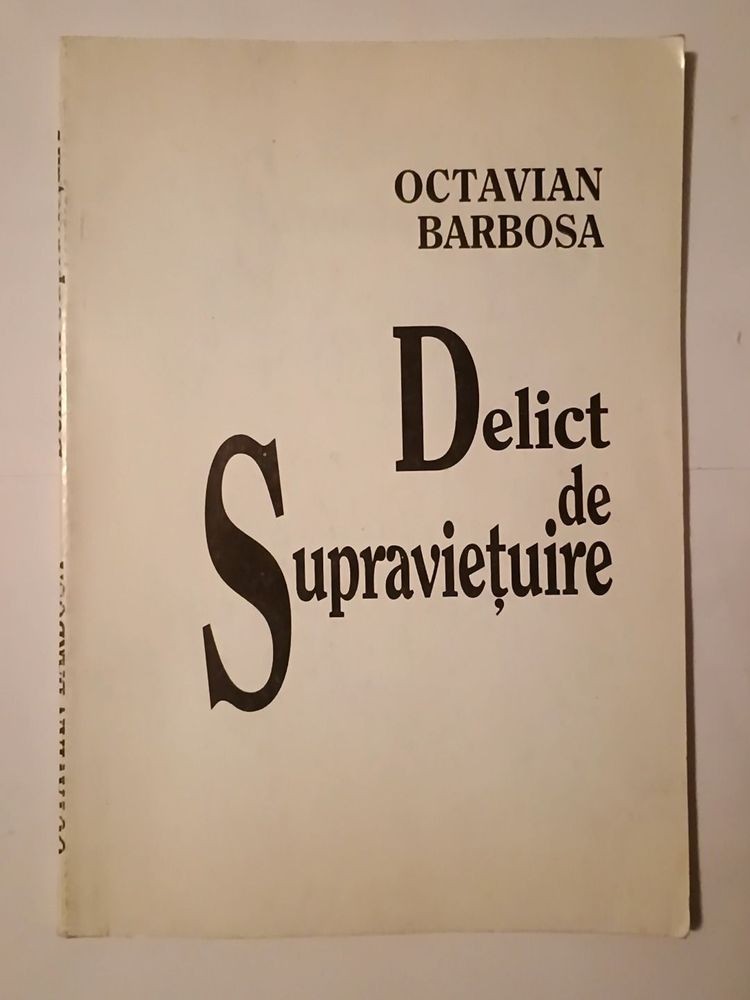 OCTAVIAN
BARBOSA
Delict
de
Supraviețuire